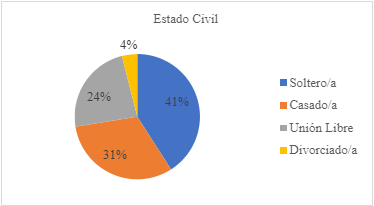 Estado Civil
4%
41%
24%
31%
Soltero/a
Casado/a
Unión Libre
Divorciado/a